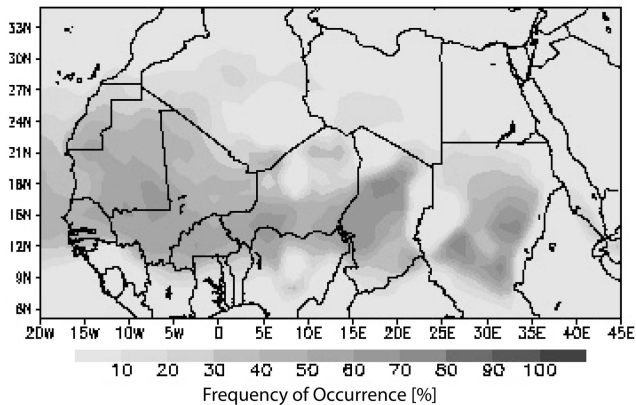 33N
30N
27N
24N
21N
18N
15N
12N
9N
6N
20W 15W 10W 5W 0 5E 10E 15E 20E 25E 30E 35E 40E 45E
10 20 30 40 50 60 70 80 90 100
Frequency of Occurrence [%]